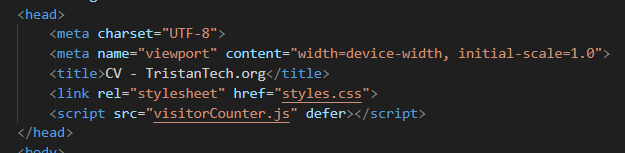 <head>
<meta charset="UTF-8">
<meta name="viewport" content="width=device-width, initial-scale=1.0">
<title>CV - TristanTech.org</title>
<link rel="stylesheet" href="styles.css">
<script src="visitorCounter.js" defer></script>
</head>
<body>